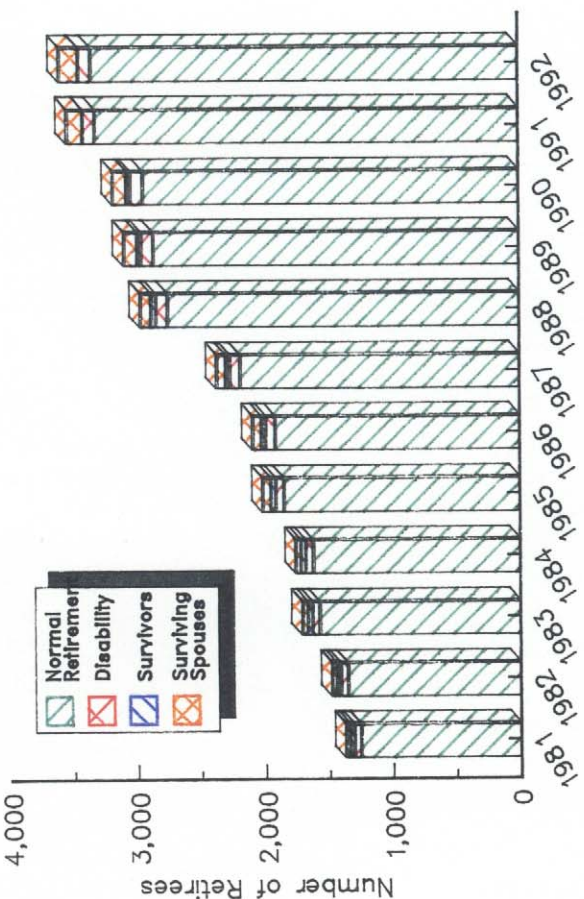 Number of Retirees
4,000
3,000
2,000
1,000
0
Normal
Retirement
Disability
Survivors
Surviving
Spouses
1981
1982
1983
1984
1985
1986
1987
1988
1989
1990
1991
1992